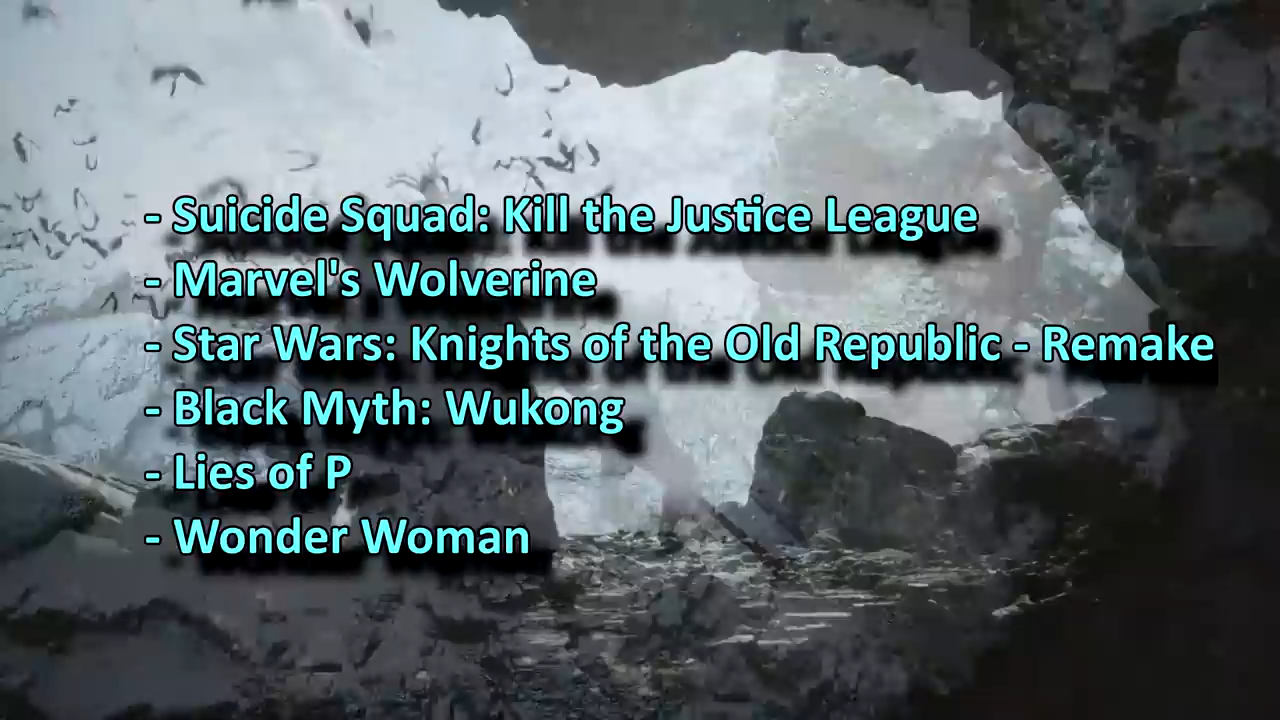 - Suicide Squad: Kill the Justice League
- Marvel's Wolverine
- Star Wars: Knights of the Old Republic - Remake
- Black Myth: Wukong
- Lies of P
- Wonder Woman